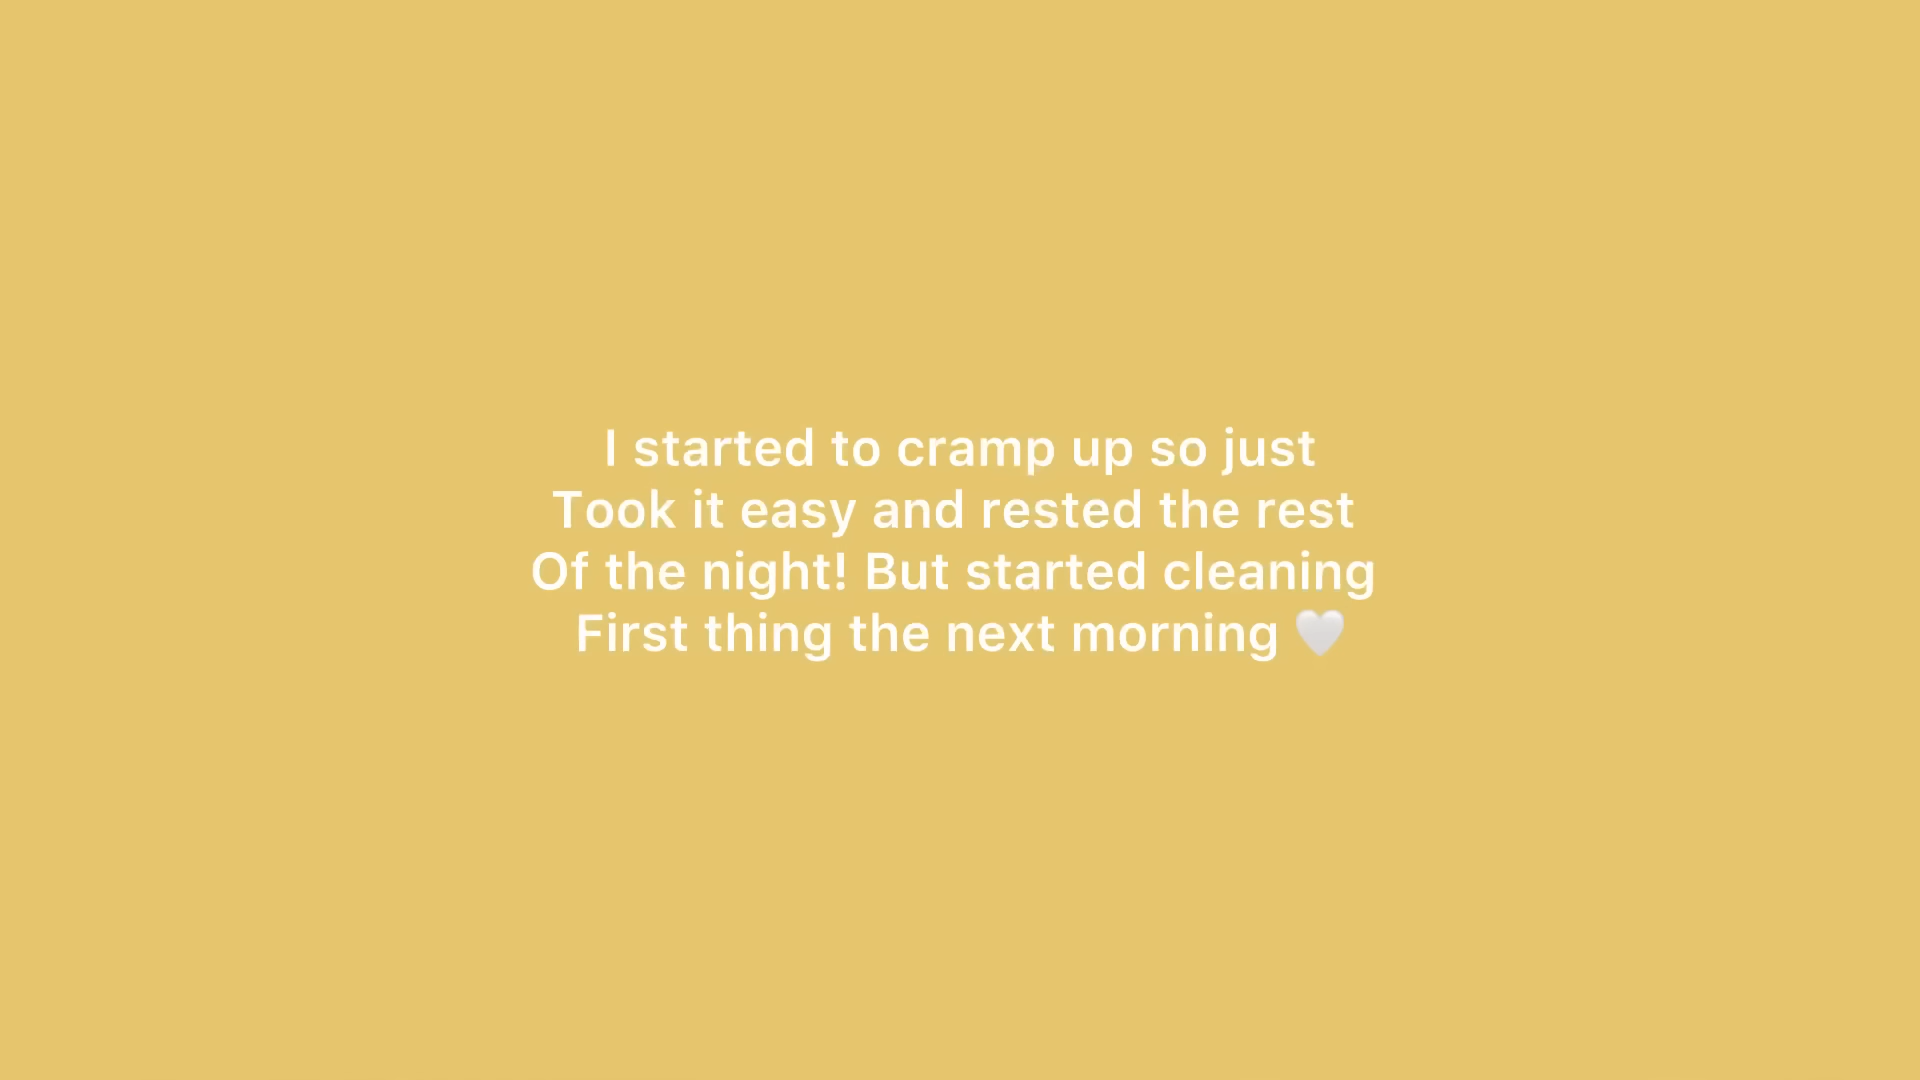 I started to cramp up so just
Took it easy and rested the rest
Of the night! But started cleaning
First thing the next morning 🤍